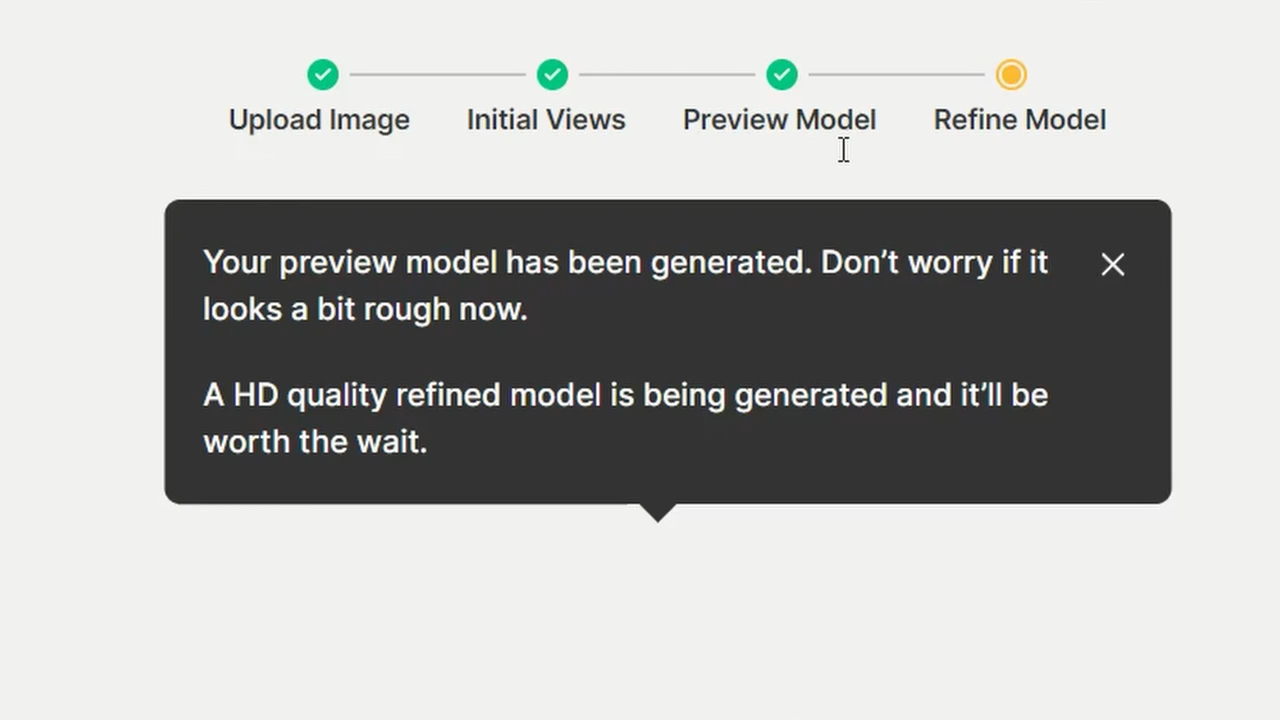 Upload Image
Initial Views
Preview Model
Refine Model
Your preview model has been generated. Don’t worry if it
looks a bit rough now.
A HD quality refined model is being generated and it’ll be
worth the wait.